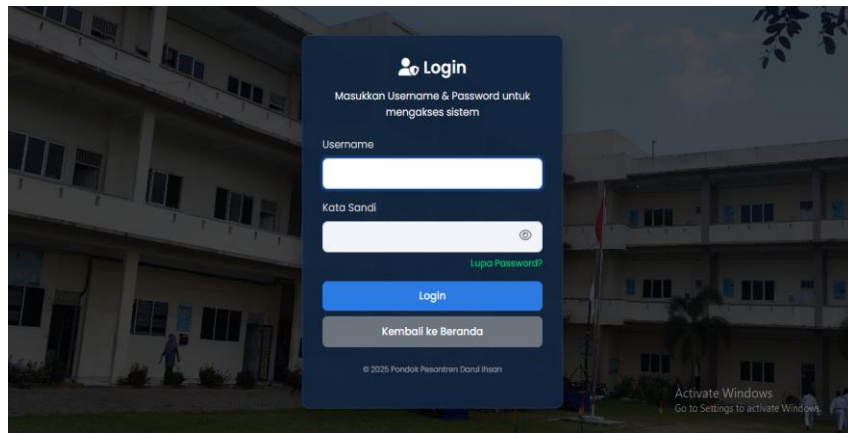 Login
Masukkan Username & Password untuk
mengakses sistem
Username
Kata Sandi
Lupa Password?
Login
Kembali ke Beranda
© 2025 Pondok Pesantren Darul Ihsan
Activate Windows
Go to Settings to activate Windows.